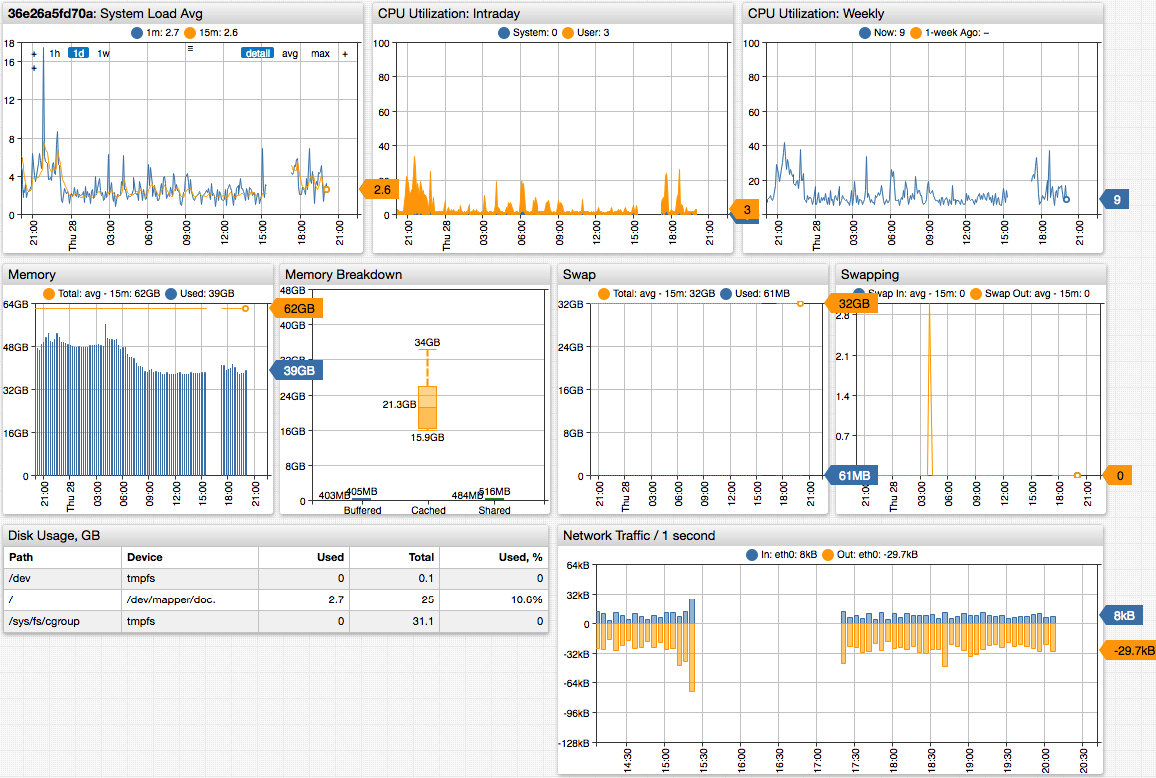 36e26a5fd70a: System Load Avg
1m: 2.7 15m: 2.6
1h 1d 1w detail avg max
18
16
12
8
4
0
21:00 Thu 28 03:00 06:00 09:00 12:00 15:00 18:00 21:00
2.6
CPU Utilization: Intraday
System: 0 User: 3
100
80
60
40
20
0
21:00 Thu 28 03:00 06:00 09:00 12:00 15:00 18:00 21:00
3
CPU Utilization: Weekly
Now: 9 1-week Ago: –
100
80
60
40
20
0
21:00 Thu 28 03:00 06:00 09:00 12:00 15:00 18:00 21:00
9
Memory
Total: avg - 15m: 62GB Used: 39GB
64GB
48GB
32GB
16GB
0
21:00 Thu 28 03:00 06:00 09:00 12:00 15:00 18:00 21:00
62GB
39GB
Memory Breakdown
48GB
40GB
32GB
24GB
16GB
8GB
0
34GB
21.3GB
15.9GB
403MB 405MB 484MB 516MB
Buffered Cached Shared
Swap
Total: avg - 15m: 32GB Used: 61MB
32GB
24GB
16GB
8GB
0
21:00 Thu 28 03:00 06:00 09:00 12:00 15:00 18:00 21:00
32GB
61MB
Swapping
Swap In: avg - 15m: 0 Swap Out: avg - 15m: 0
2.8
2.1
1.4
0.7
21:00 Thu 28 03:00 06:00 09:00 12:00 15:00 18:00 21:00
0
Disk Usage, GB
Path Device Used Total Used, %
/dev tmpfs 0 0.1 0
/ /dev/mapper/doc. 2.7 25 10.6%
/sys/fs/cgroup tmpfs 0 31.1 0
Network Traffic / 1 second
In: eth0: 8kB Out: eth0: -29.7kB
64kB
32kB
0
-32kB
-64kB
-96kB
-128kB
14:30 15:00 15:30 16:00 16:30 17:00 17:30 18:00 18:30 19:00 19:30 20:00 20:30
8kB
-29.7kB